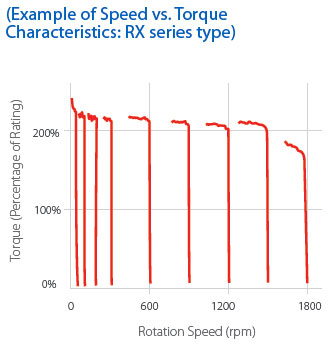 (Example of Speed vs. Torque
Characteristics: RX series type)
Torque (Percentage of Rating)
200%
100%
0%
0
600
1200
1800
Rotation Speed (rpm)